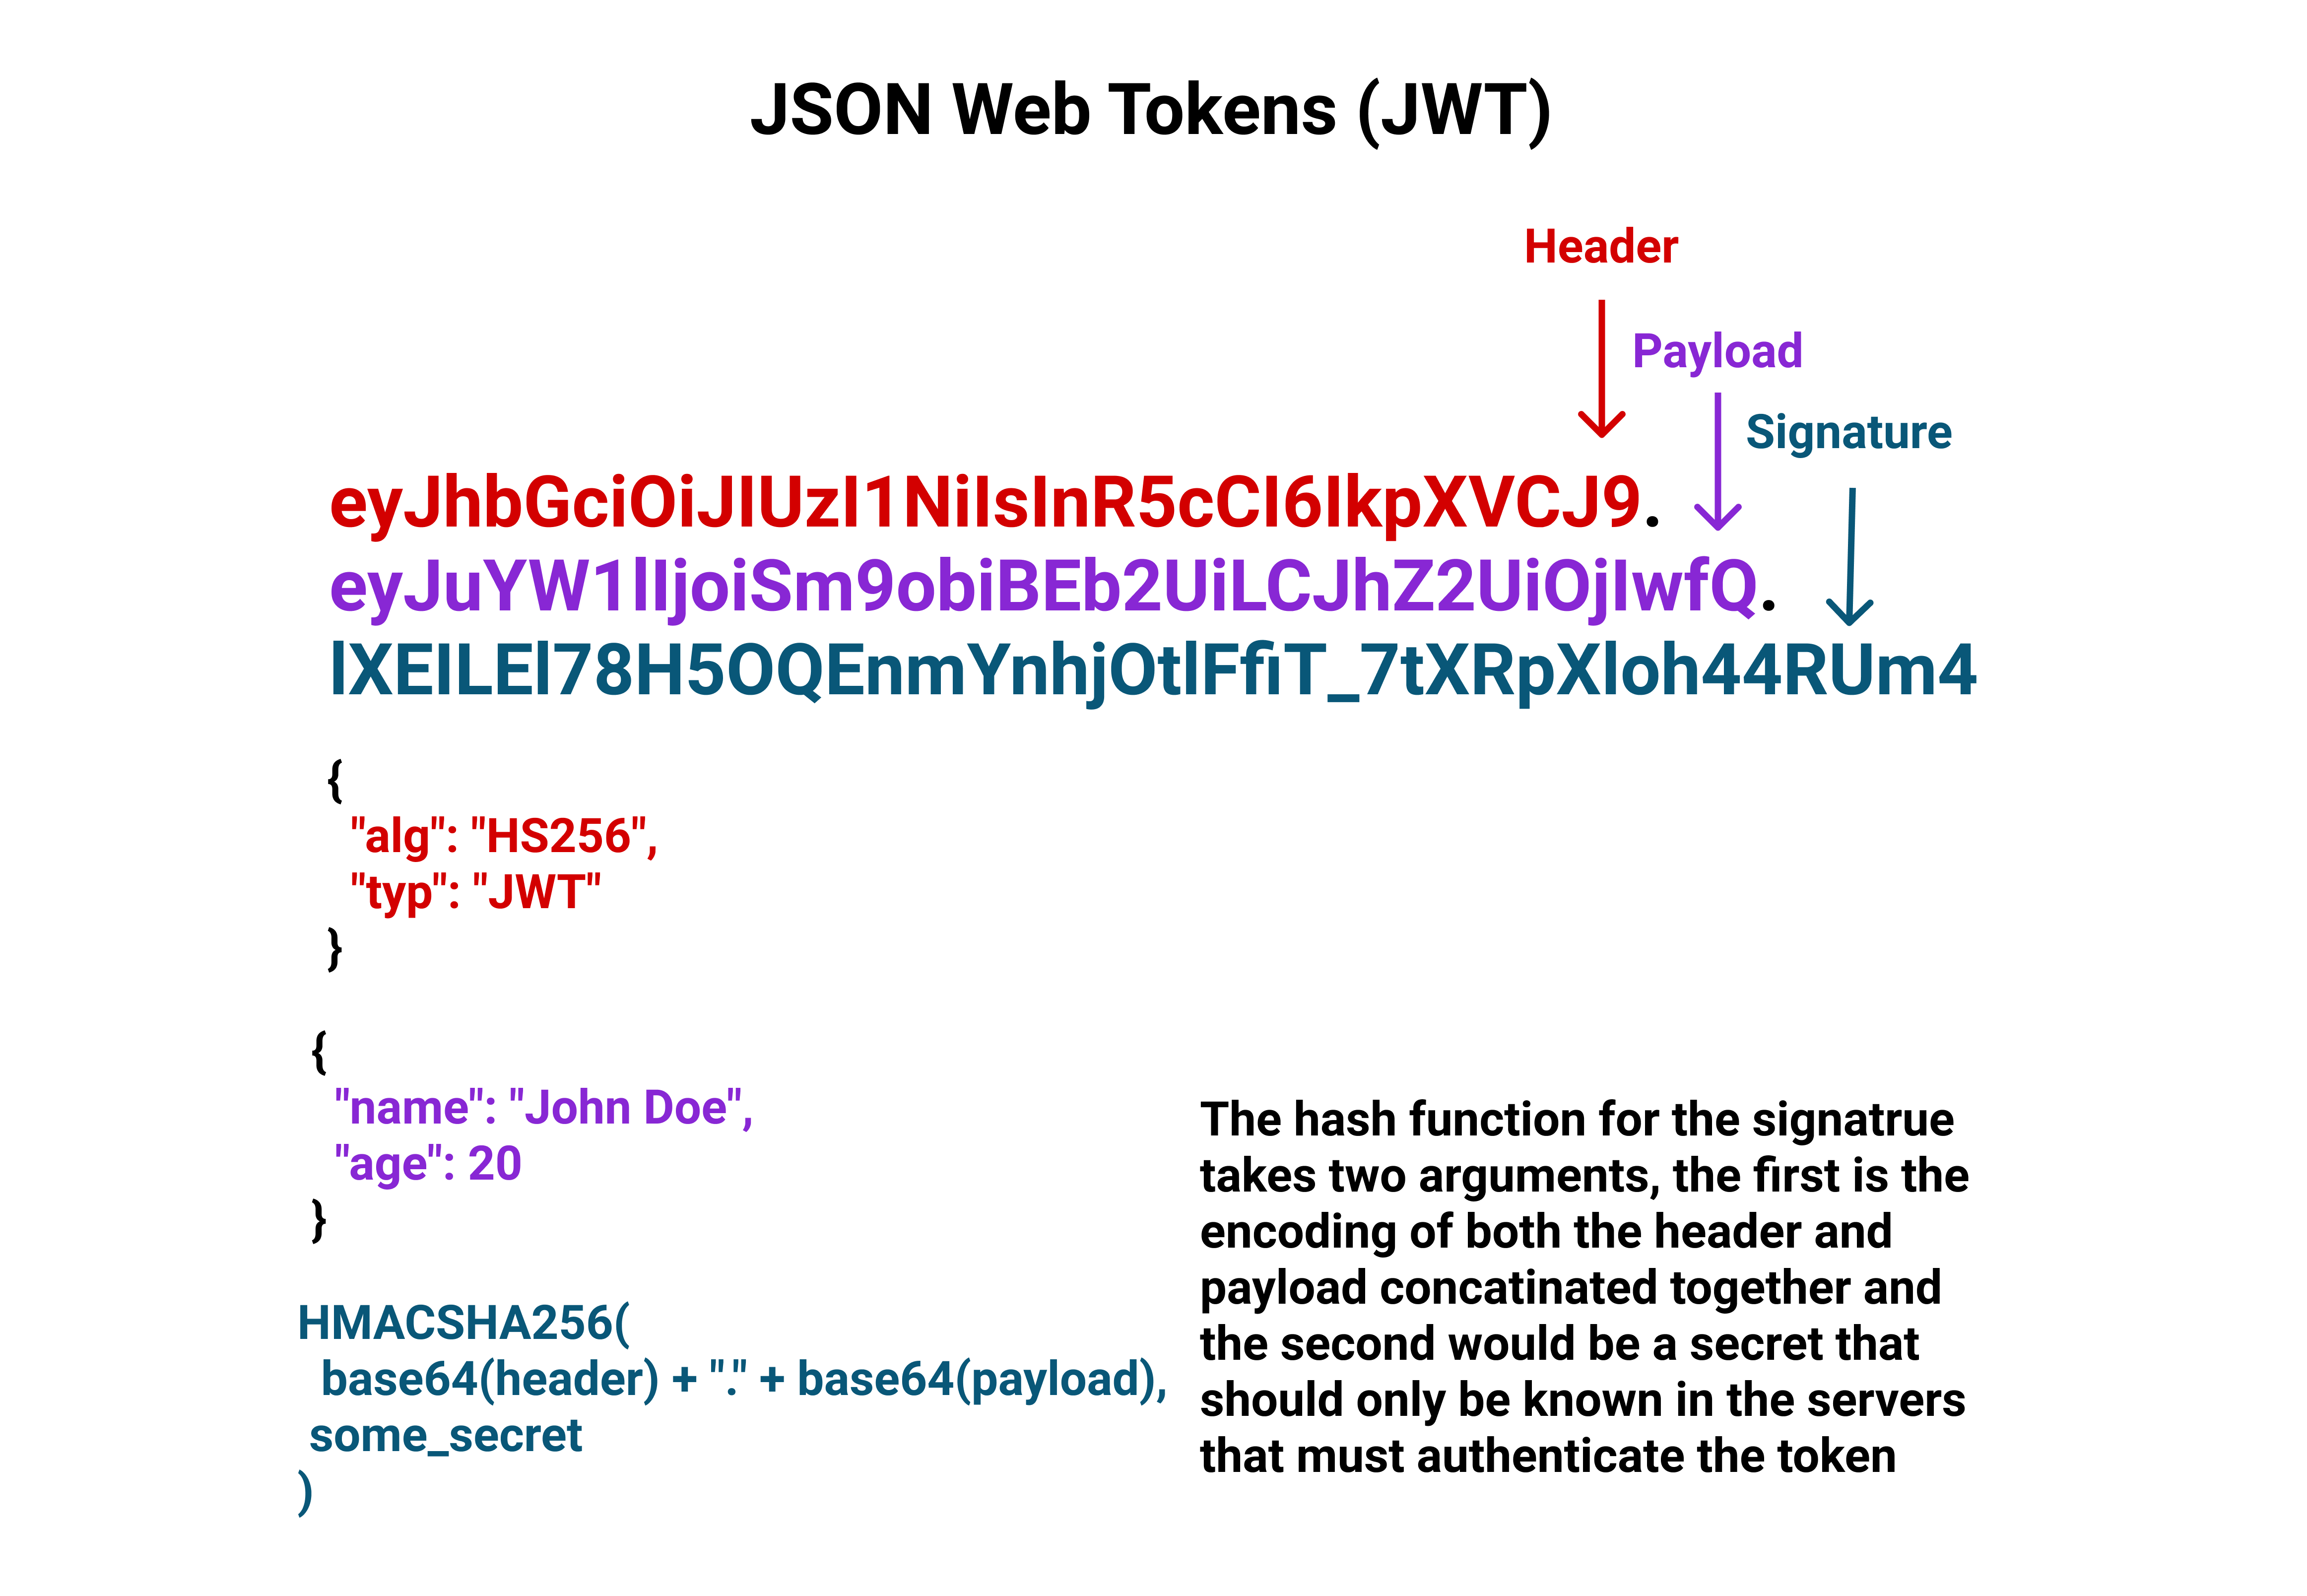 JSON Web Tokens (JWT)
Header
Payload
Signature
eyJhbGciOiJIUzI1NiIsInR5cCI6IkpXVCJ9.
eyJuYW1lIjoiSm9obiBEb2UiLCJhZ2UiOjIwfQ.
lXEILEl78H5OQEnmYnhjOtlFfiT_7tXRpXloh44RUm4
{
"alg": "HS256",
"typ": "JWT"
}
{
"name": "John Doe",
"age": 20
}
HMACSHA256(
base64(header) + "." + base64(payload),
some_secret
)
The hash function for the signatrue
takes two arguments, the first is the
encoding of both the header and
payload concatinated together and
the second would be a secret that
should only be known in the servers
that must authenticate the token